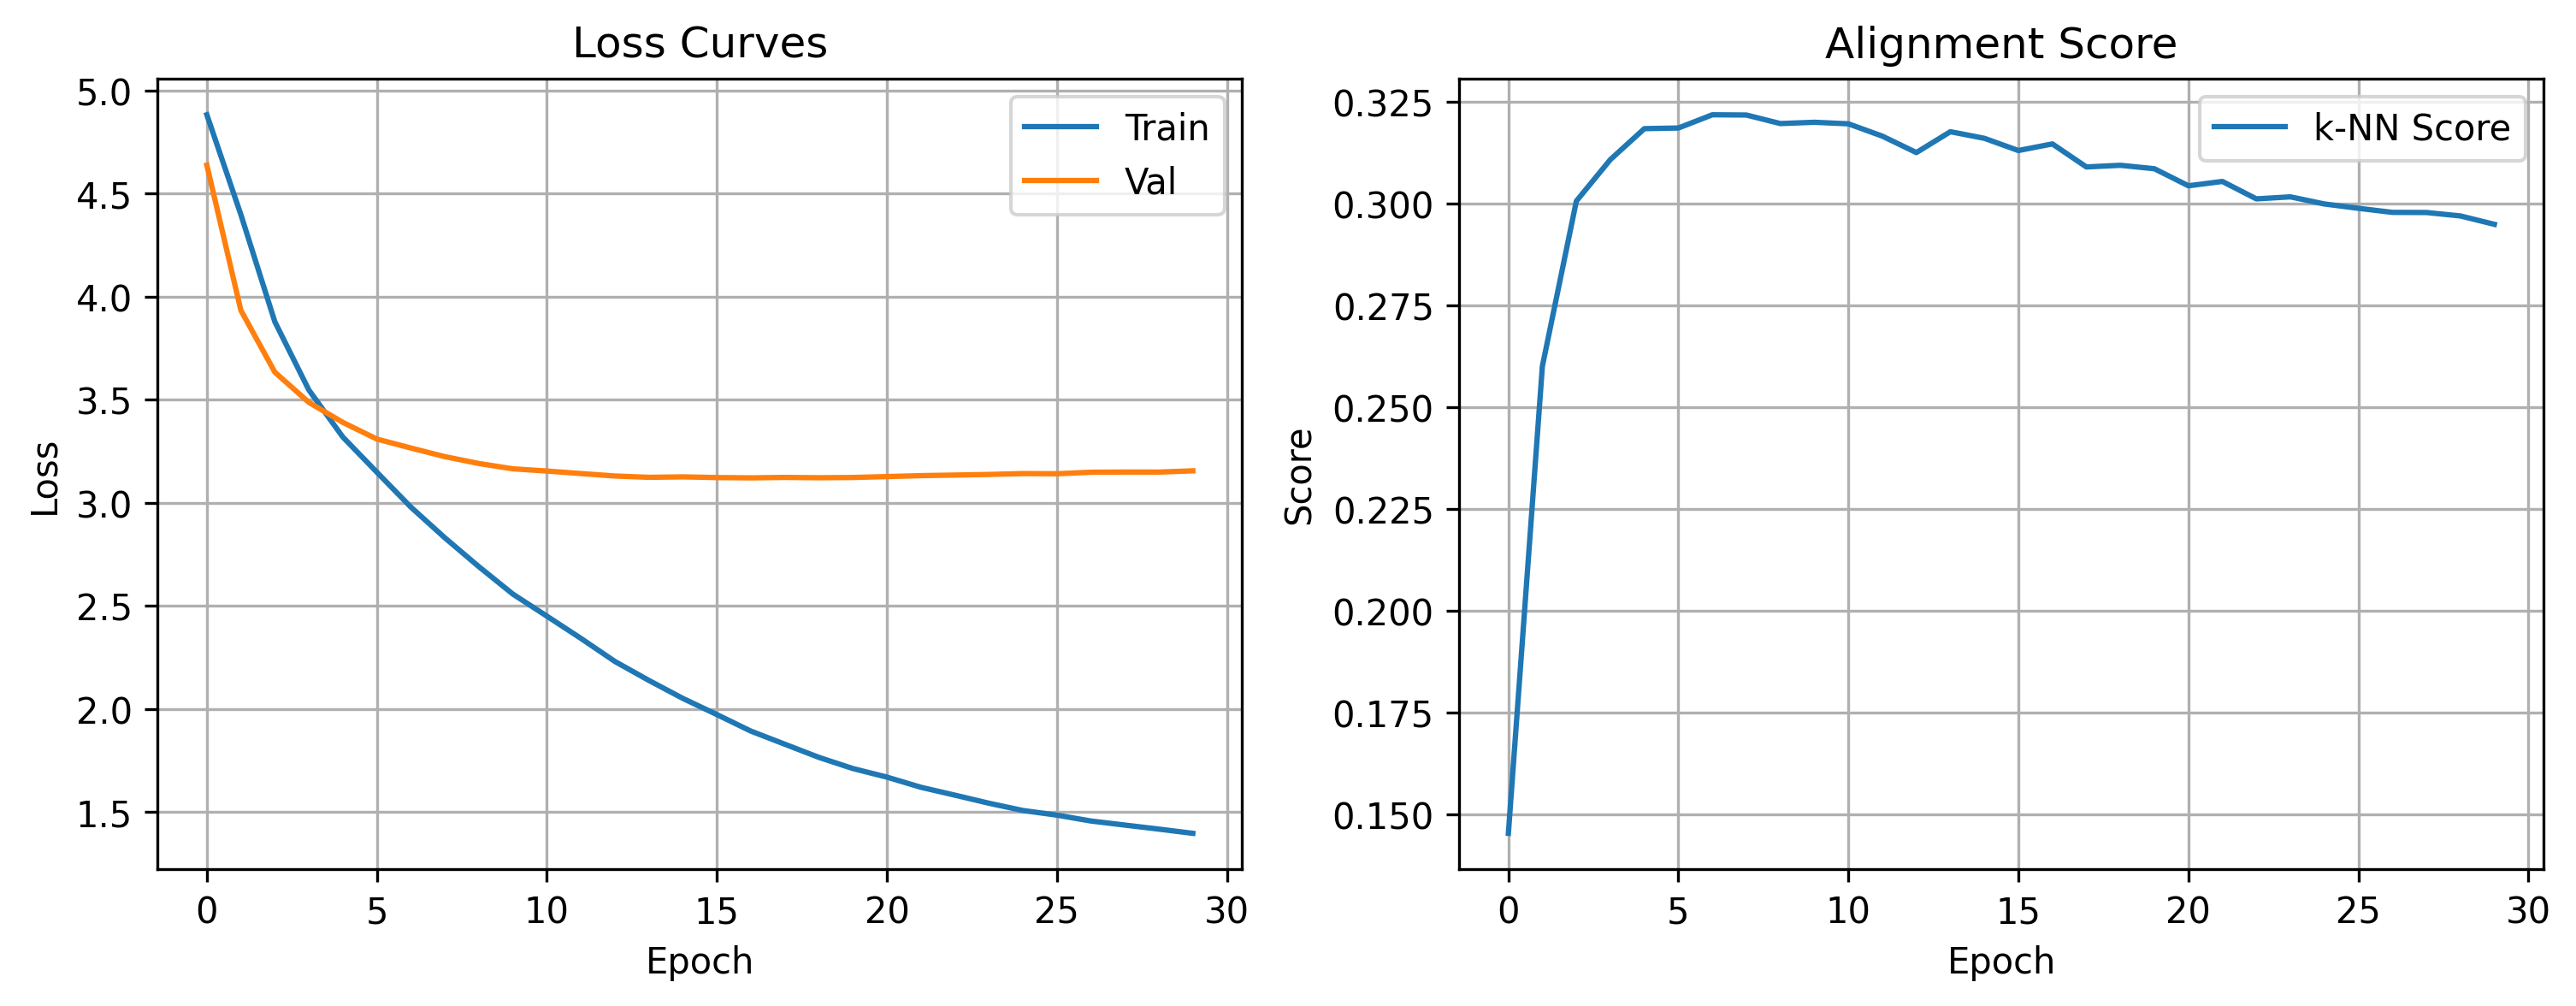 Loss Curves
5.0
4.5
4.0
3.5
3.0
2.5
2.0
1.5
Loss
Train
Val
0 5 10 15 20 25 30
Epoch
Alignment Score
0.325
0.300
0.275
0.250
0.225
0.200
0.175
0.150
Score
k-NN Score
0 5 10 15 20 25 30
Epoch